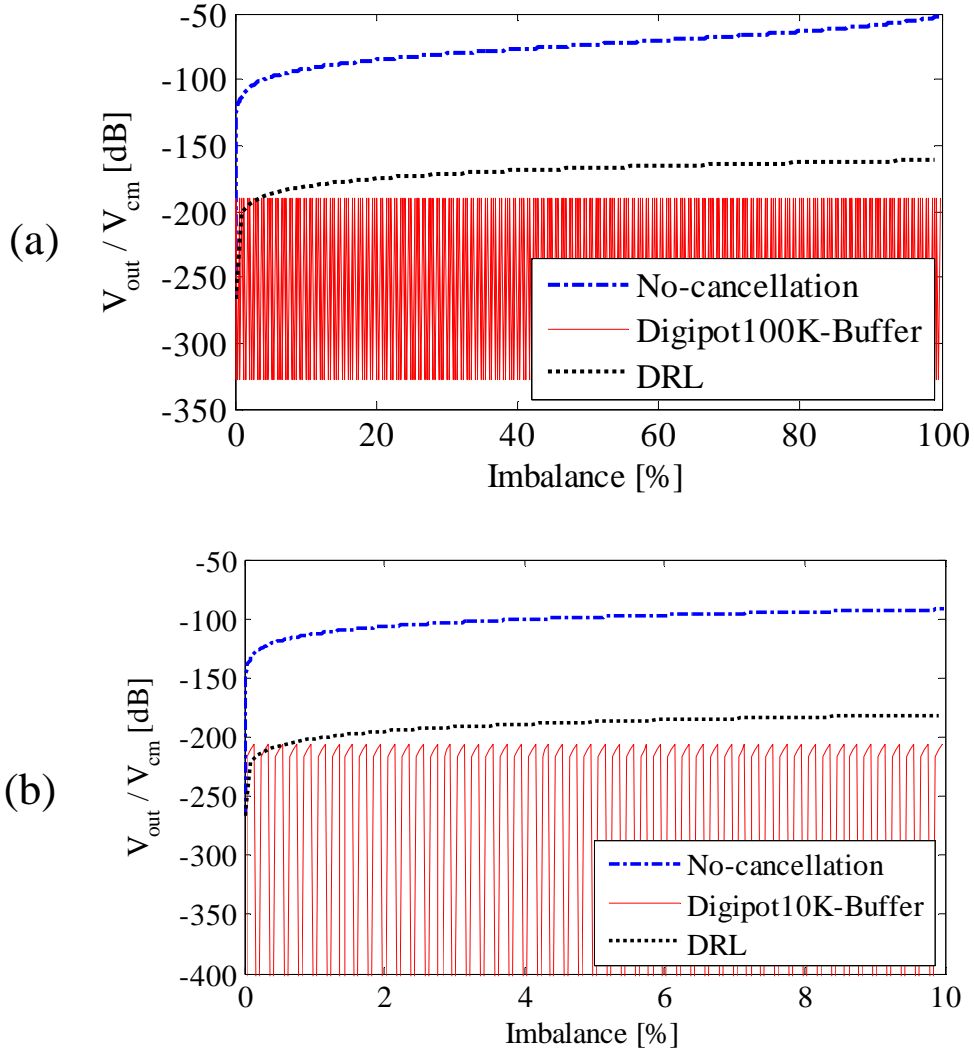 -50
-100
-150
-200
-250
-300
-350
V_out / V_cm [dB]
(a)
No-cancellation
Digipot100K-Buffer
DRL
0 20 40 60 80 100
Imbalance [%]
-50
-100
-150
-200
-250
-300
-350
-400
V_out / V_cm [dB]
(b)
No-cancellation
Digipot10K-Buffer
DRL
0 2 4 6 8 10
Imbalance [%]